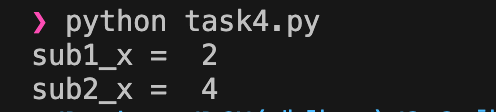 ❯ python task4.py
sub1_x =  2
sub2_x =  4